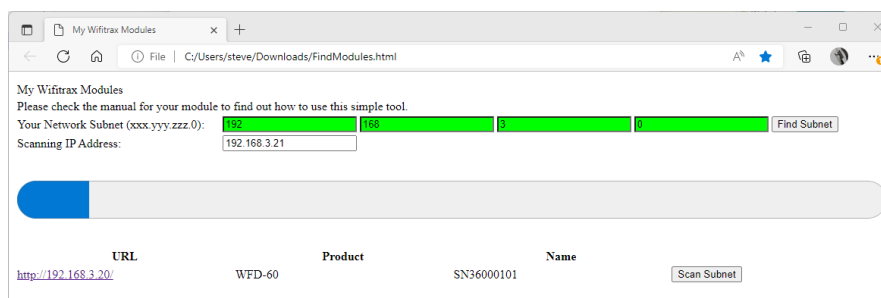 My Wifitrax Modules
File | C:/Users/steve/Downloads/FindModules.html
My Wifitrax Modules
Please check the manual for your module to find out how to use this simple tool.
Your Network Subnet (xxx.yyy.zzz.0): 192 168 3 0 Find Subnet
Scanning IP Address: 192.168.3.21
URL Product Name
http://192.168.3.20/ WFD-60 SN36000101 Scan Subnet